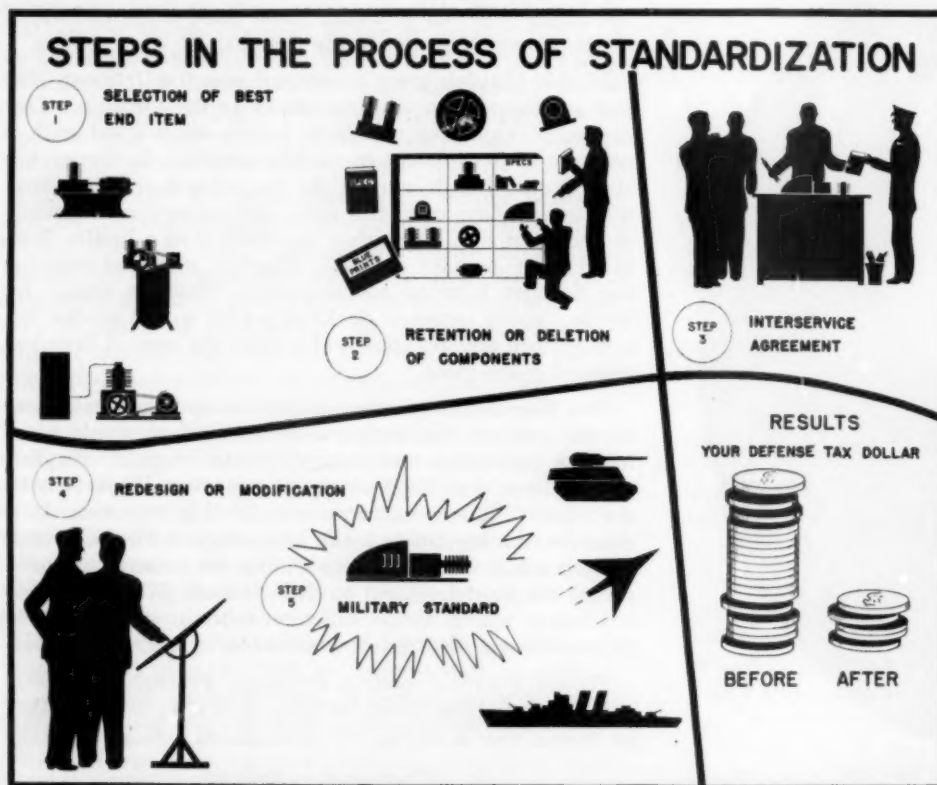 STEPS IN THE PROCESS OF STANDARDIZATION
STEP
1
SELECTION OF BEST
END ITEM
SPECS
SPECS
BLUE
PRINTS
STEP
2
RETENTION OR DELETION
OF COMPONENTS
STEP
3
INTERSERVICE
AGREEMENT
STEP
4
REDESIGN OR MODIFICATION
STEP
5
MILITARY STANDARD
RESULTS
YOUR DEFENSE TAX DOLLAR
BEFORE
AFTER